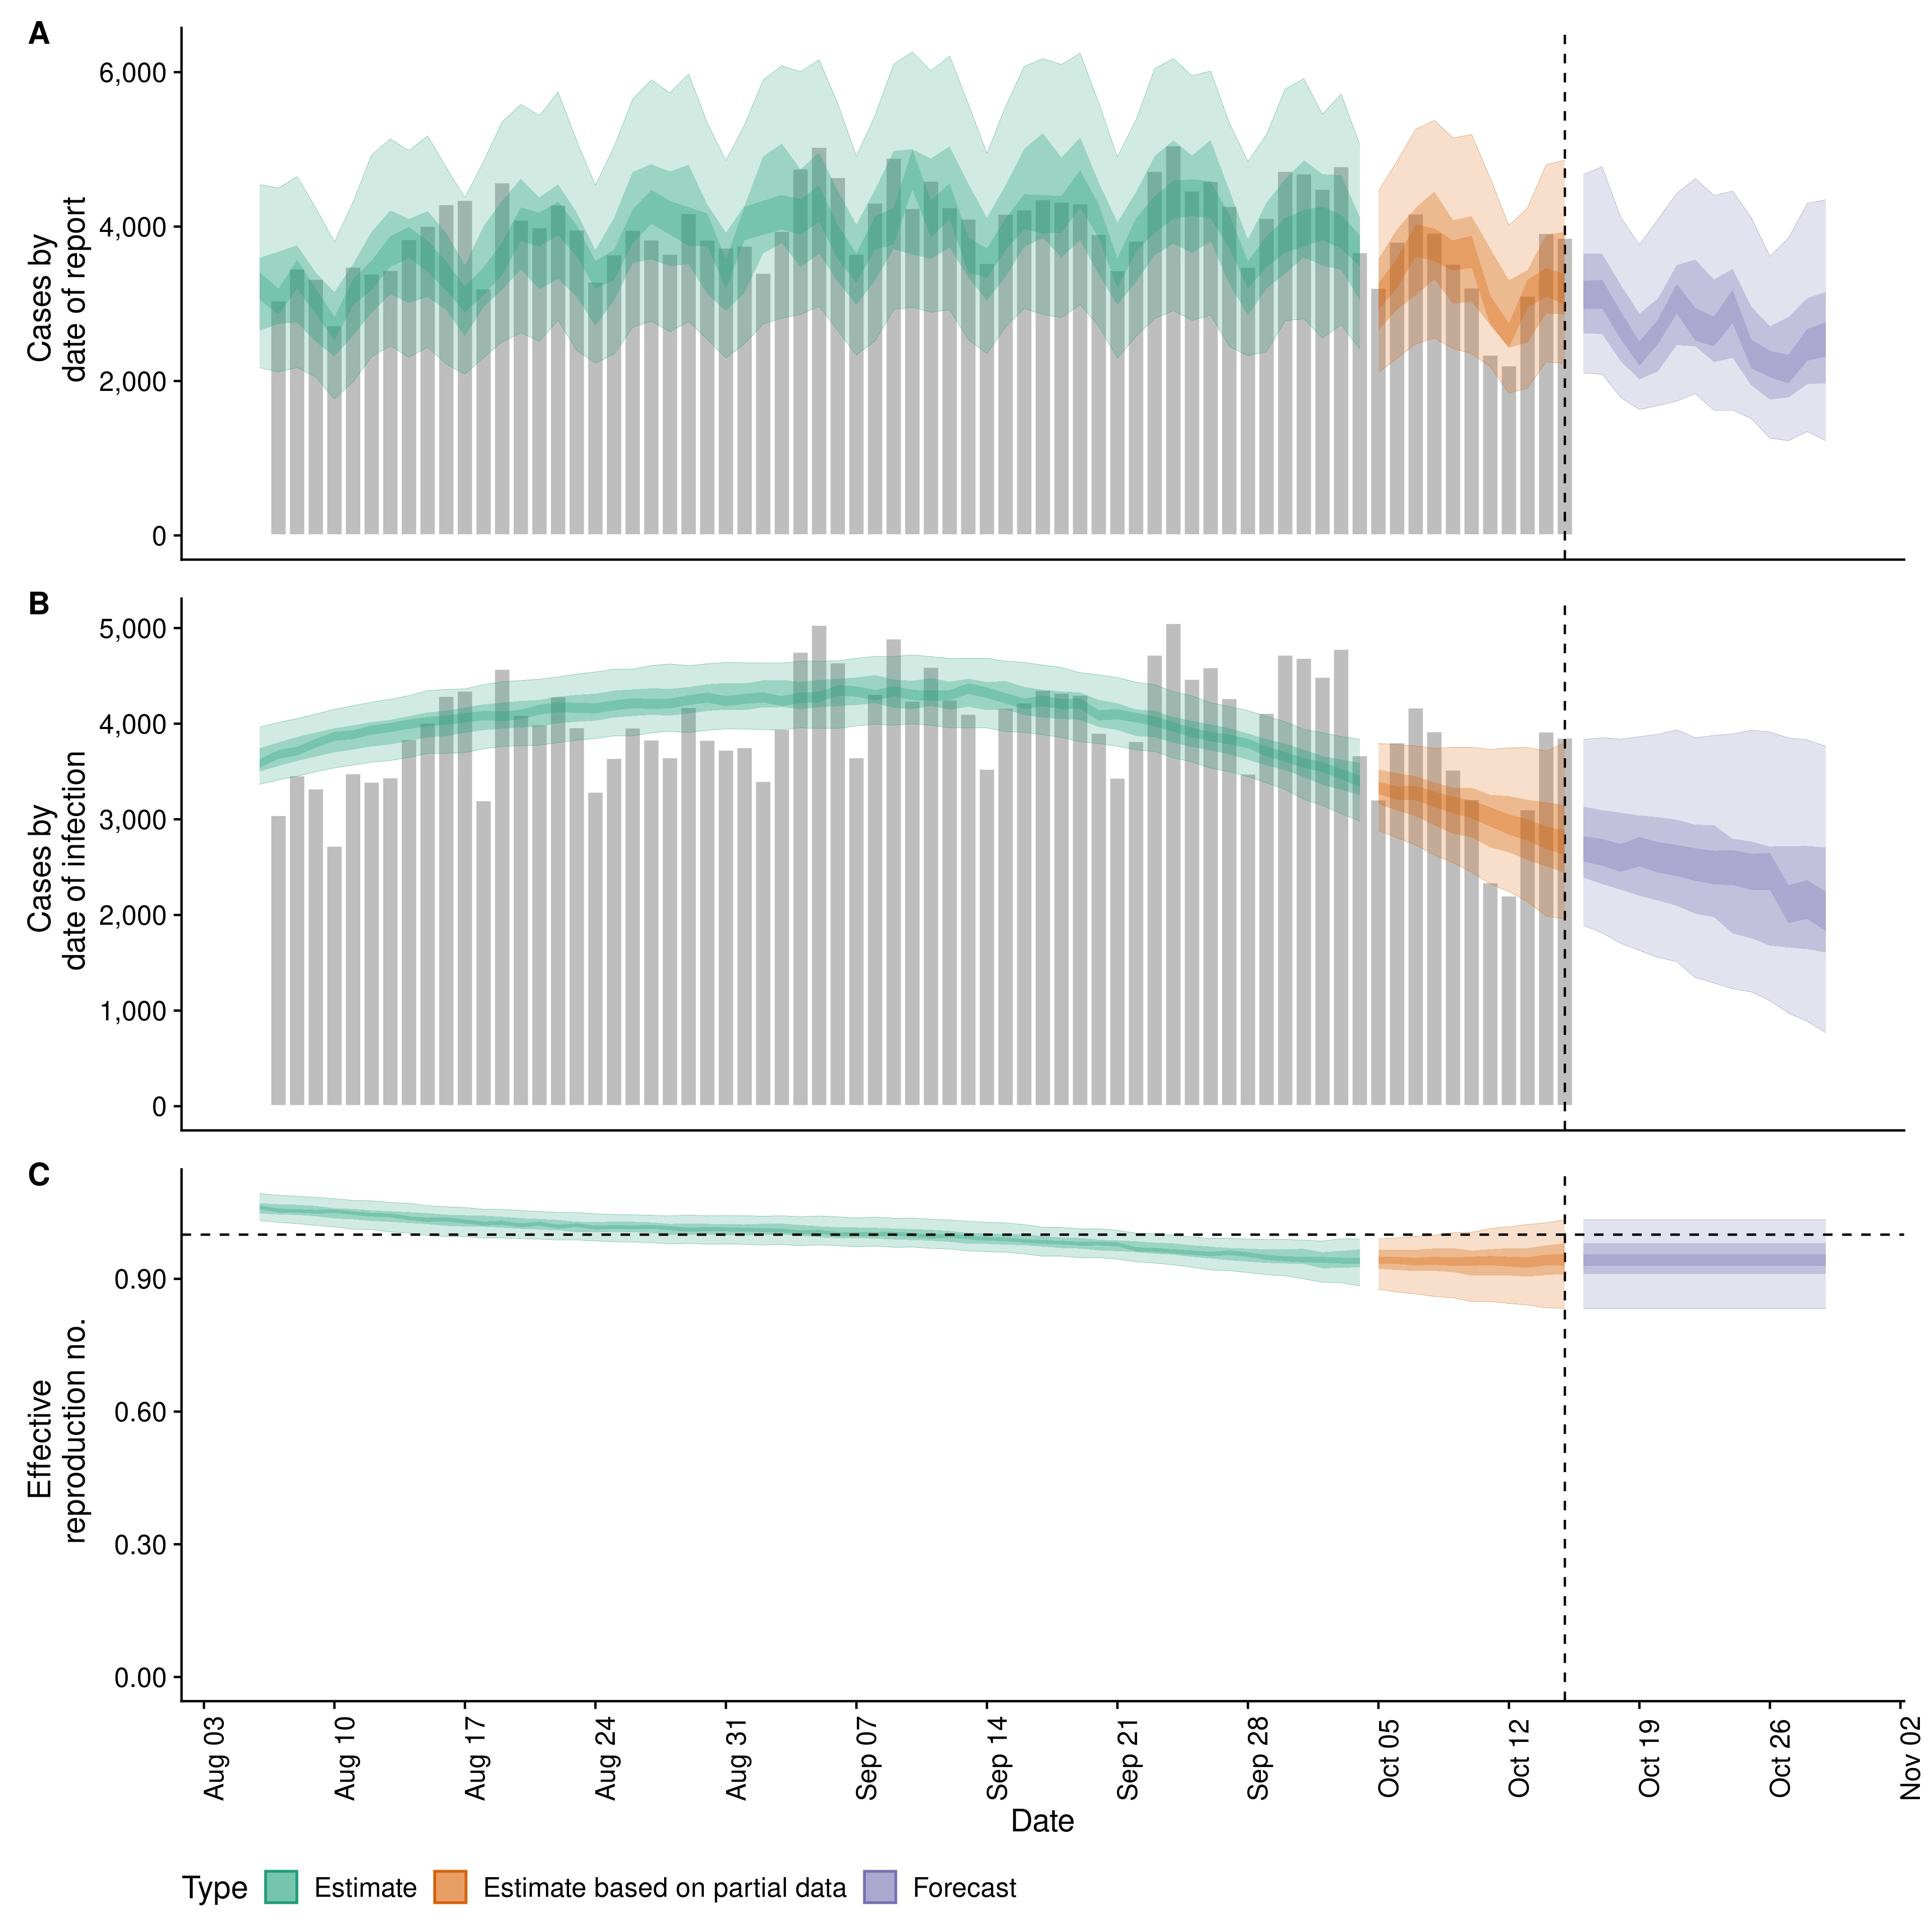 A
6,000
4,000
2,000
0
Cases by
date of report
B
5,000
4,000
3,000
2,000
1,000
0
Cases by
date of infection
C
0.90
0.60
0.30
0.00
Effective
reproduction no.
Aug 03
Aug 10
Aug 17
Aug 24
Aug 31
Sep 07
Sep 14
Sep 21
Sep 28
Oct 05
Oct 12
Oct 19
Oct 26
Nov 02
Date
Type Estimate Estimate based on partial data Forecast